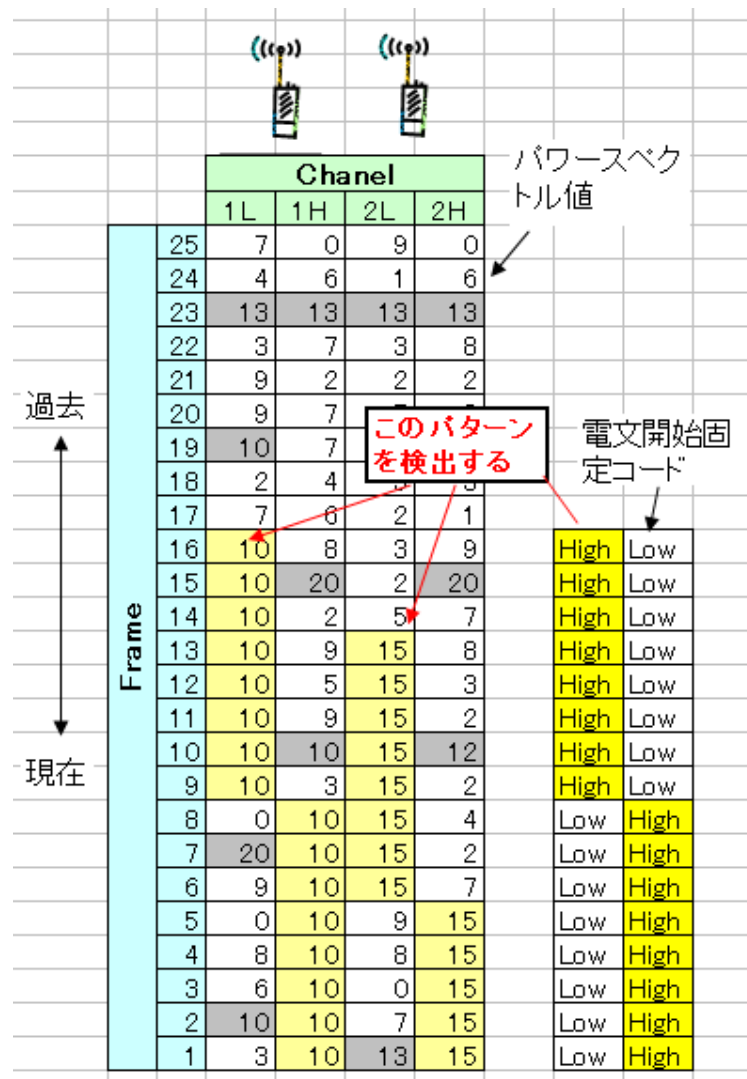 パワースペク
トル値
Chanel
1L 1H 2L 2H
25 7 0 9 0
24 4 6 1 6
23 13 13 13 13
22 3 7 3 8
21 9 2 2 2
過去
20 9 7
このパターン
を検出する
電文開始固
定コード
19 10 7
18 2 4
17 7 6 2 1
16 10 8 3 9 High Low
15 10 20 2 20 High Low
14 10 2 5 7 High Low
Frame
13 10 9 15 8 High Low
12 10 5 15 3 High Low
11 10 9 15 2 High Low
10 10 10 15 12 High Low
現在
9 10 3 15 2 High Low
8 0 10 15 4 Low High
7 20 10 15 2 Low High
6 9 10 15 7 Low High
5 0 10 9 15 Low High
4 8 10 8 15 Low High
3 6 10 0 15 Low High
2 10 10 7 15 Low High
1 3 10 13 15 Low High